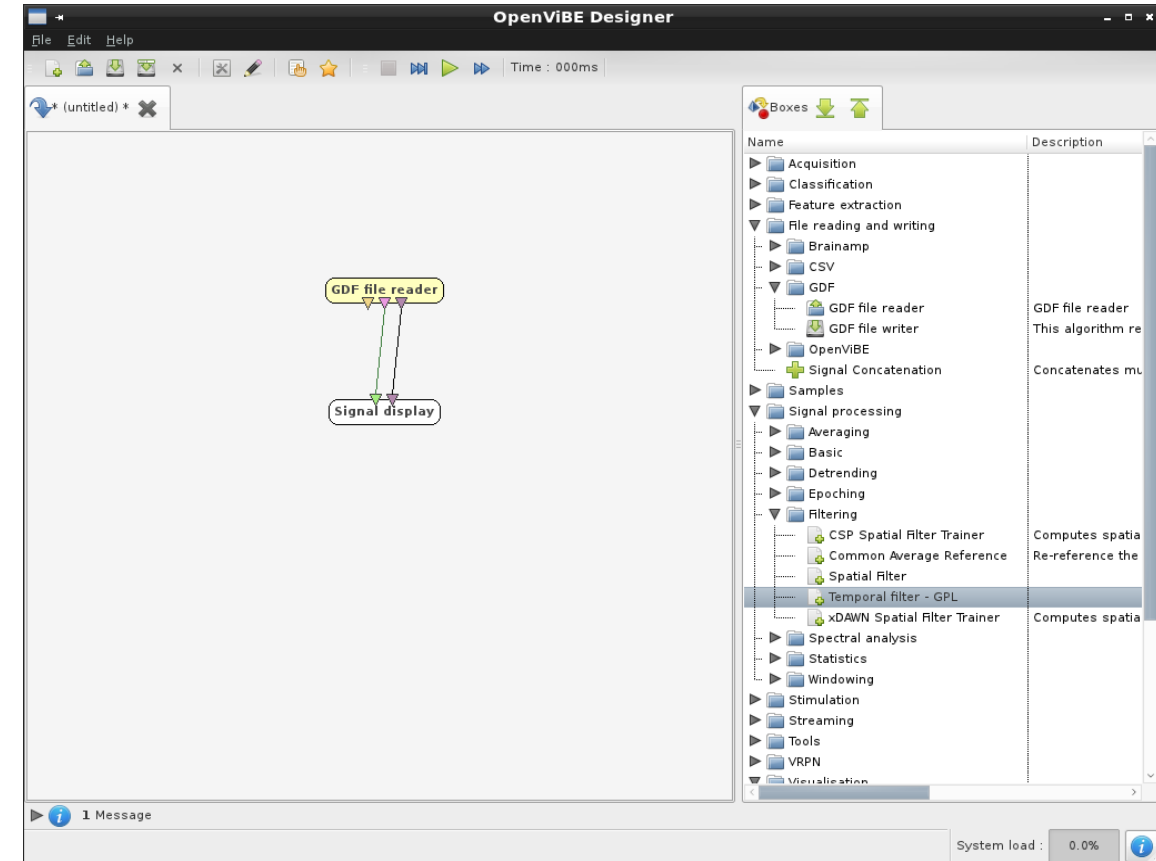 OpenViBE Designer
File Edit Help
Time : 000ms
* (untitled) *
Boxes
Name Description
Acquisition
Classification
Feature extraction
File reading and writing
Brainamp
CSV
GDF
GDF file reader GDF file reader
GDF file writer This algorithm re
OpenViBE
Signal Concatenation Concatenates mu
Samples
Signal processing
Averaging
Basic
Detrending
Epoching
Filtering
CSP Spatial Filter Trainer Computes spatia
Common Average Reference Re-reference the
Spatial Filter
Temporal filter - GPL
xDAWN Spatial Filter Trainer Computes spatia
Spectral analysis
Statistics
Windowing
Stimulation
Streaming
Tools
VRPN
Visualisation
GDF file reader
Signal display
1 Message
System load : 0.0%